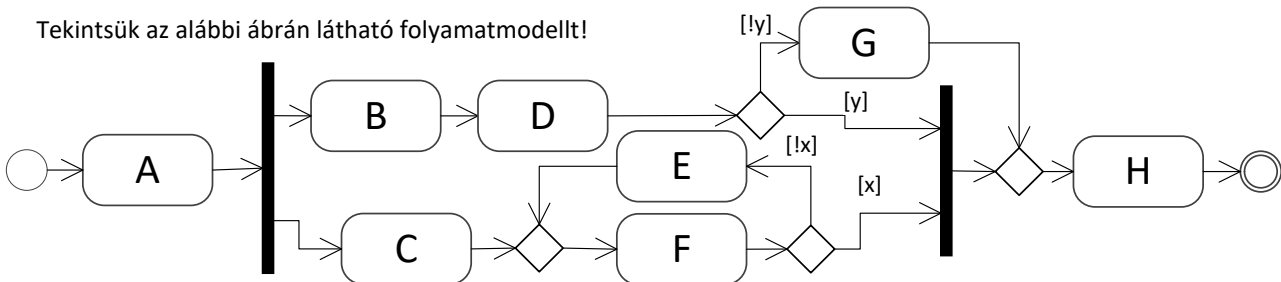 Tekintsük az alábbi ábrán látható folyamatmodellt!
[!y]
G
B
D
[y]
A
E
[!x]
H
[x]
C
F